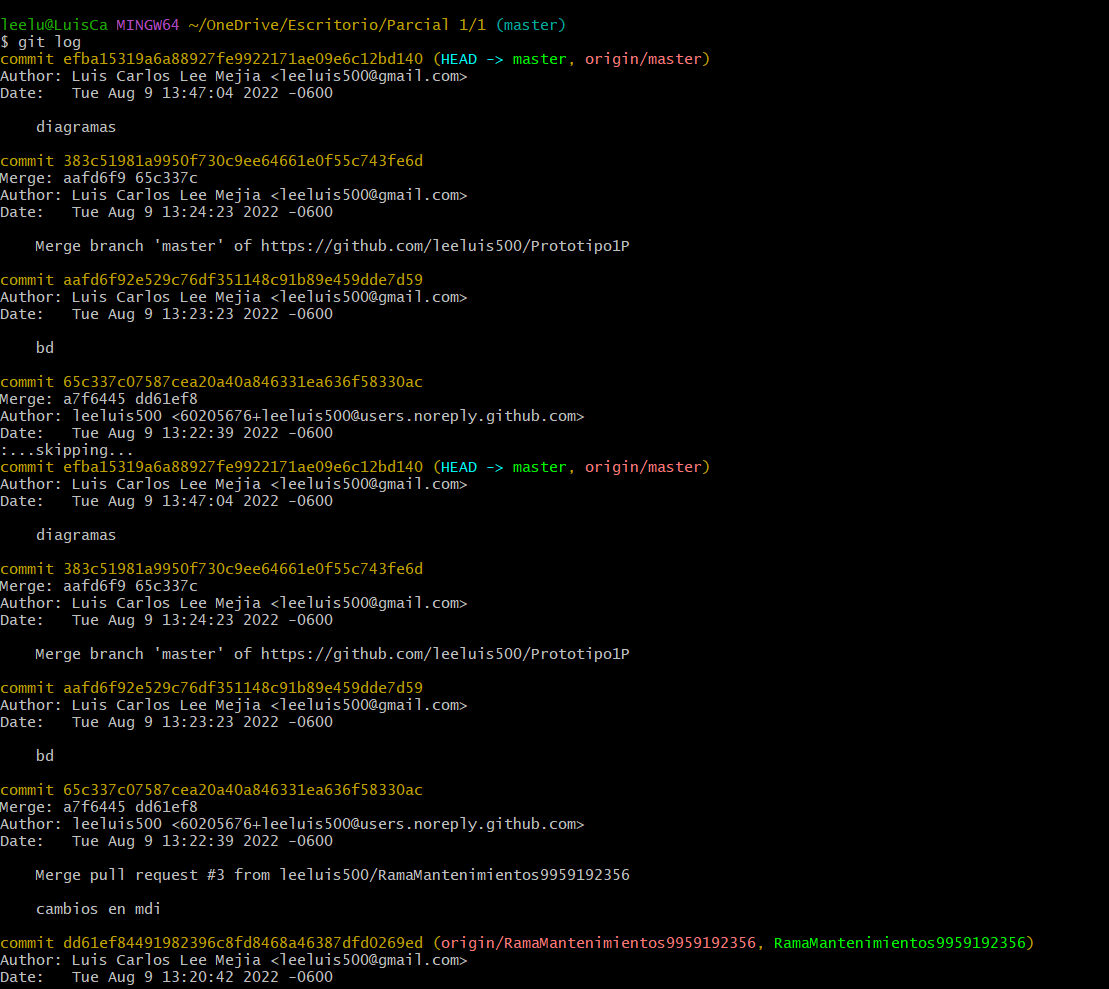 leelu@LuisCa MINGW64 ~/OneDrive/Escritorio/Parcial 1/1 (master)
$ git log
commit efba15319a6a88927fe9922171ae09e6c12bd140 (HEAD -> master, origin/master)
Author: Luis Carlos Lee Mejia <leeluis500@gmail.com>
Date:   Tue Aug 9 13:47:04 2022 -0600
diagramas
commit 383c51981a9950f730c9ee64661e0f55c743fe6d
Merge: aafd6f9 65c337c
Author: Luis Carlos Lee Mejia <leeluis500@gmail.com>
Date:   Tue Aug 9 13:24:23 2022 -0600
Merge branch 'master' of https://github.com/leeluis500/Prototipo1P
commit aafd6f92e529c76df351148c91b89e459dde7d59
Author: Luis Carlos Lee Mejia <leeluis500@gmail.com>
Date:   Tue Aug 9 13:23:23 2022 -0600
bd
commit 65c337c07587cea20a40a846331ea636f58330ac
Merge: a7f6445 dd61ef8
Author: leeluis500 <60205676+leeluis500@users.noreply.github.com>
Date:   Tue Aug 9 13:22:39 2022 -0600
:...skipping...
commit efba15319a6a88927fe9922171ae09e6c12bd140 (HEAD -> master, origin/master)
Author: Luis Carlos Lee Mejia <leeluis500@gmail.com>
Date:   Tue Aug 9 13:47:04 2022 -0600
diagramas
commit 383c51981a9950f730c9ee64661e0f55c743fe6d
Merge: aafd6f9 65c337c
Author: Luis Carlos Lee Mejia <leeluis500@gmail.com>
Date:   Tue Aug 9 13:24:23 2022 -0600
Merge branch 'master' of https://github.com/leeluis500/Prototipo1P
commit aafd6f92e529c76df351148c91b89e459dde7d59
Author: Luis Carlos Lee Mejia <leeluis500@gmail.com>
Date:   Tue Aug 9 13:23:23 2022 -0600
bd
commit 65c337c07587cea20a40a846331ea636f58330ac
Merge: a7f6445 dd61ef8
Author: leeluis500 <60205676+leeluis500@users.noreply.github.com>
Date:   Tue Aug 9 13:22:39 2022 -0600
Merge pull request #3 from leeluis500/RamaMantenimientos9959192356
cambios en mdi
commit dd61ef84491982396c8fd8468a46387dfd0269ed (origin/RamaMantenimientos9959192356, RamaMantenimientos9959192356)
Author: Luis Carlos Lee Mejia <leeluis500@gmail.com>
Date:   Tue Aug 9 13:20:42 2022 -0600